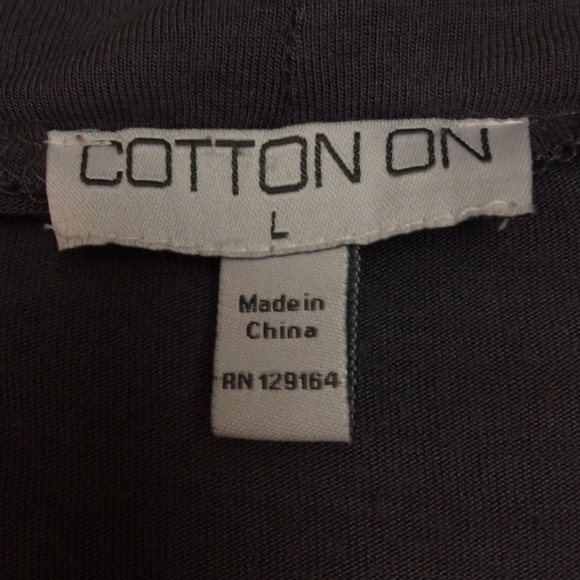 COTTON ON
L
Made in
China
RN 129164